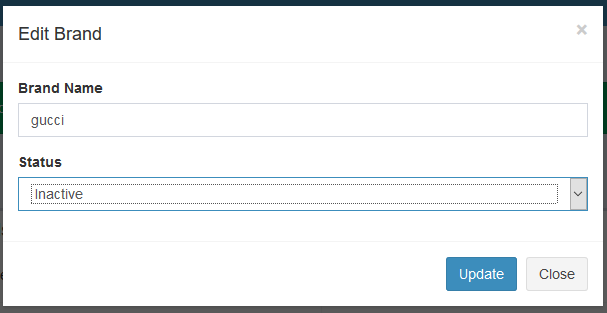 Edit Brand ×
Brand Name
gucci
Status
Inactive
Update Close